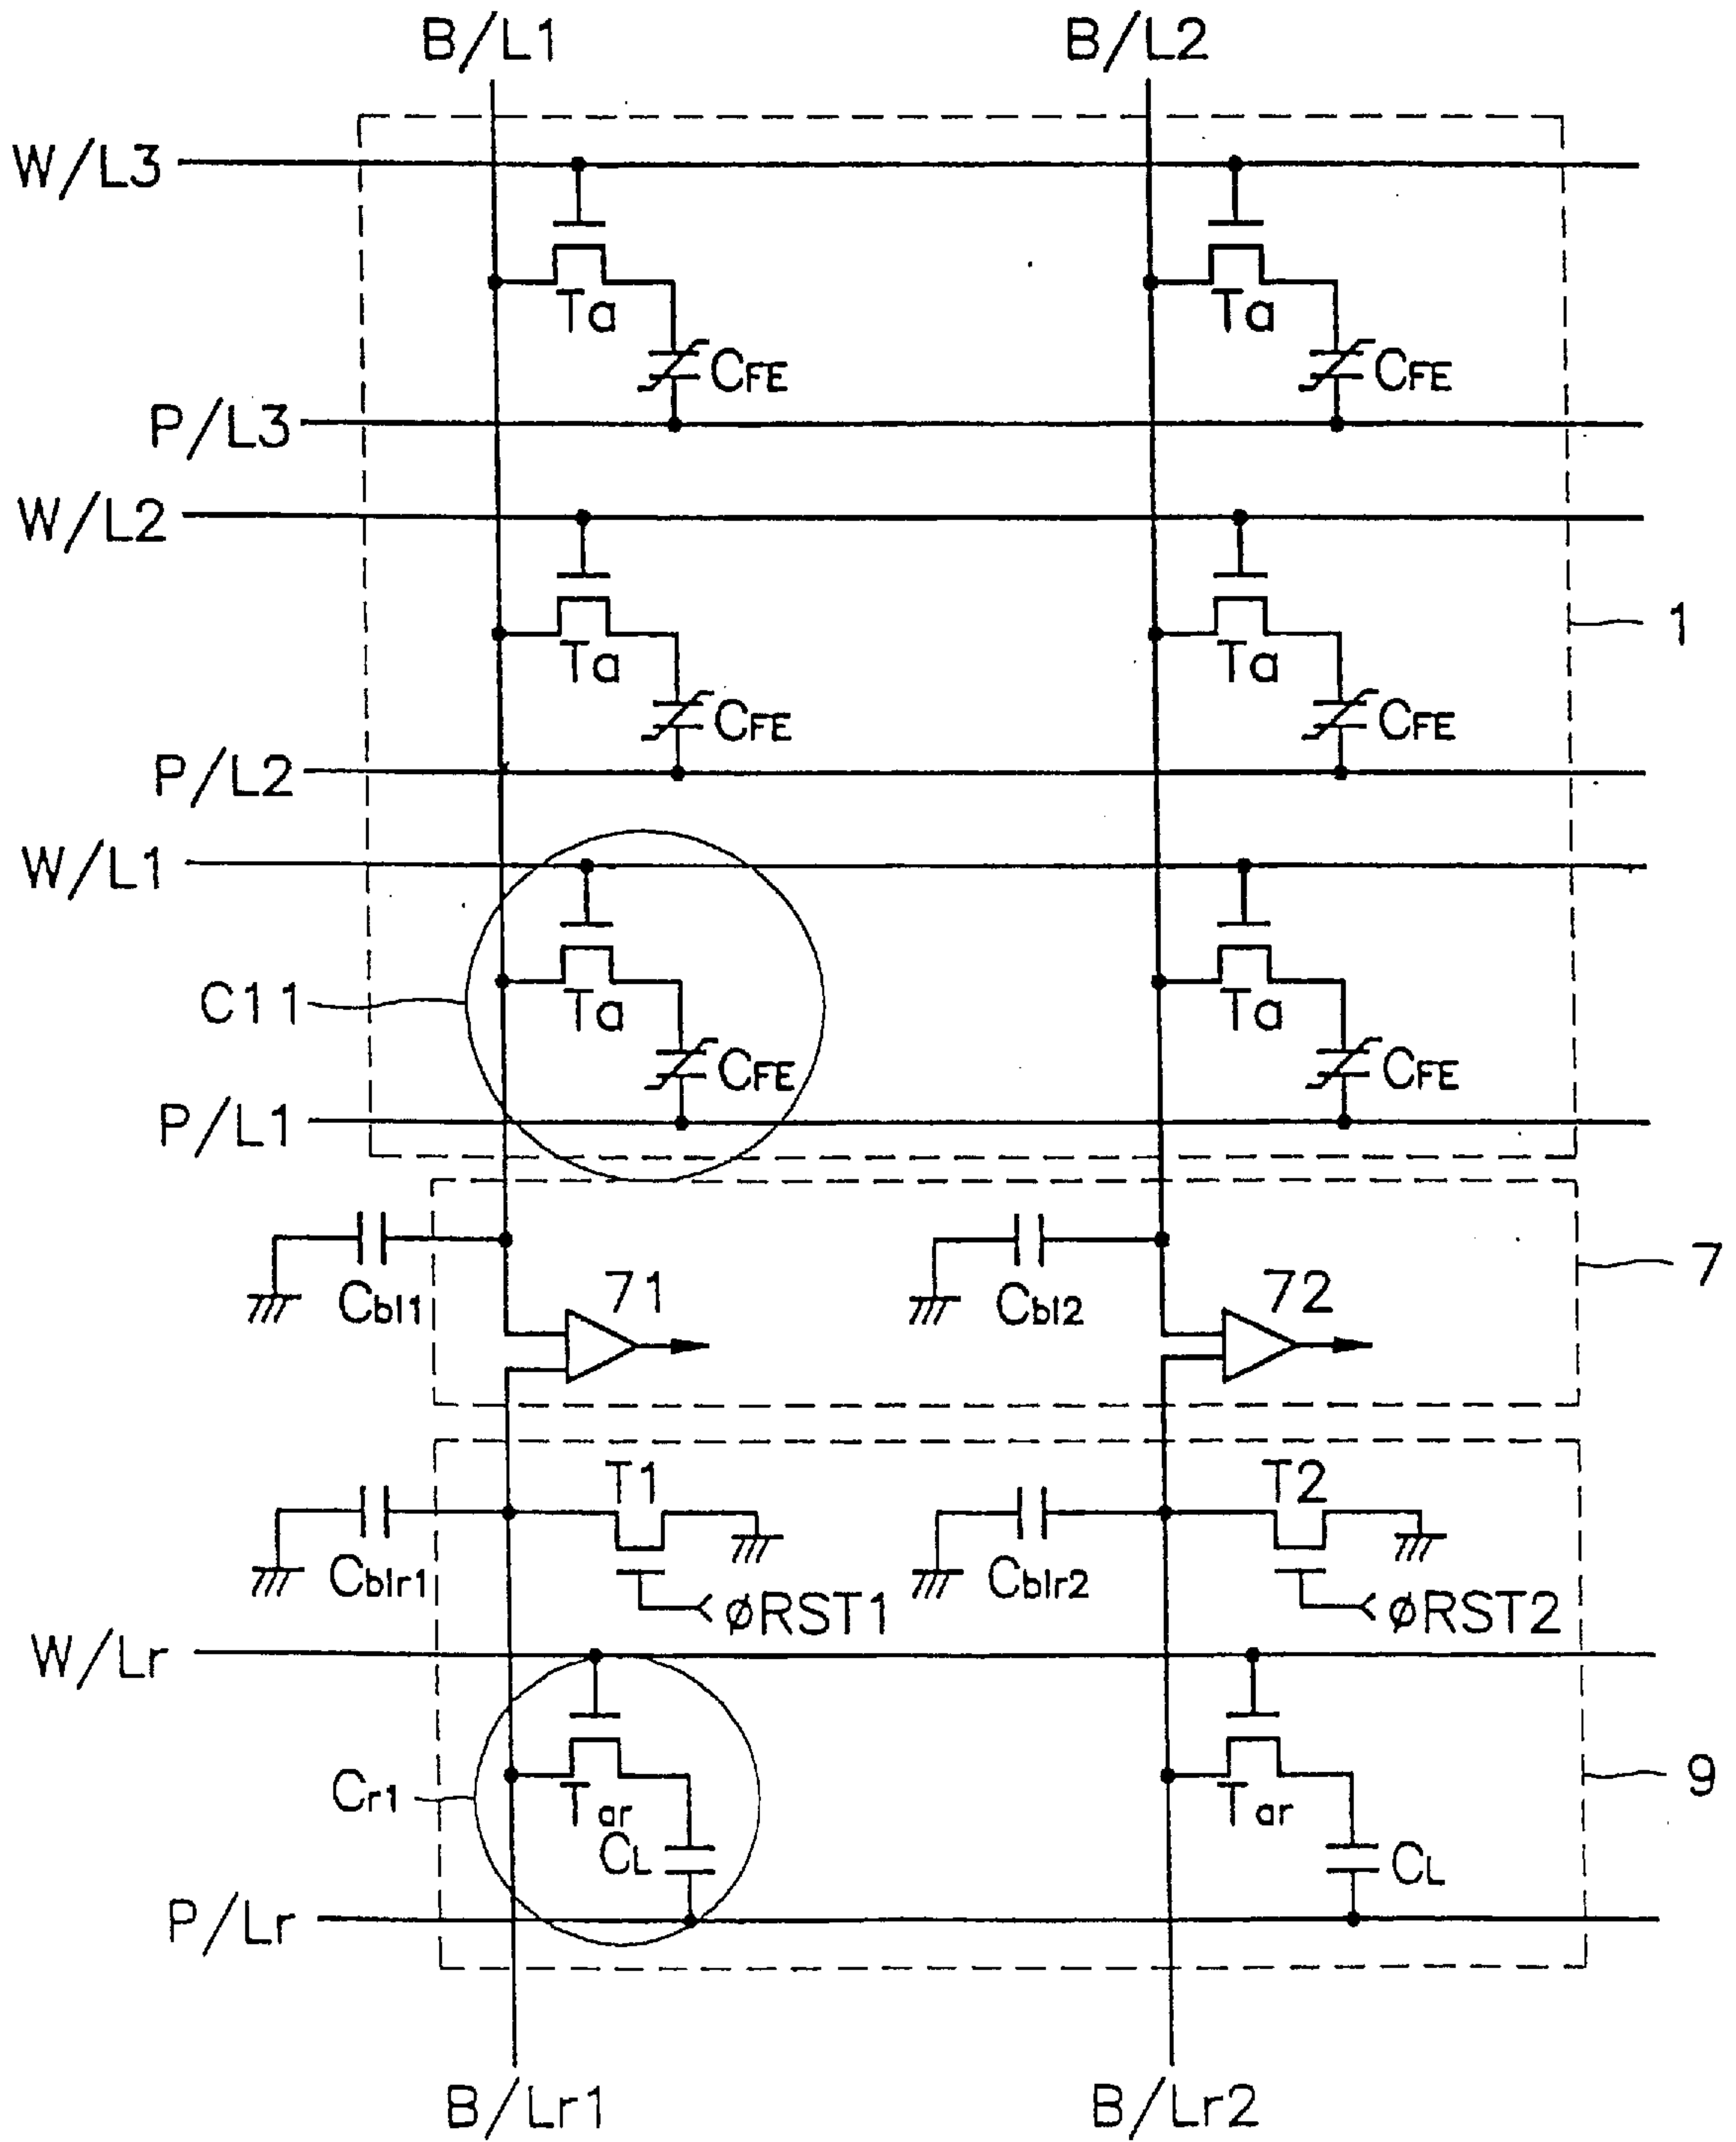 B/L1 B/L2
W/L3
Ta Ta
CFE CFE
P/L3
W/L2
Ta Ta
1
CFE CFE
P/L2
W/L1
C11 Ta Ta
CFE CFE
P/L1
7
Cbl1 71 Cbl2 72
T1 T2
Cblr1 Cblr2
øRST1 øRST2
W/Lr
Cr1 Tar Tar 9
CL CL
P/Lr
B/Lr1 B/Lr2